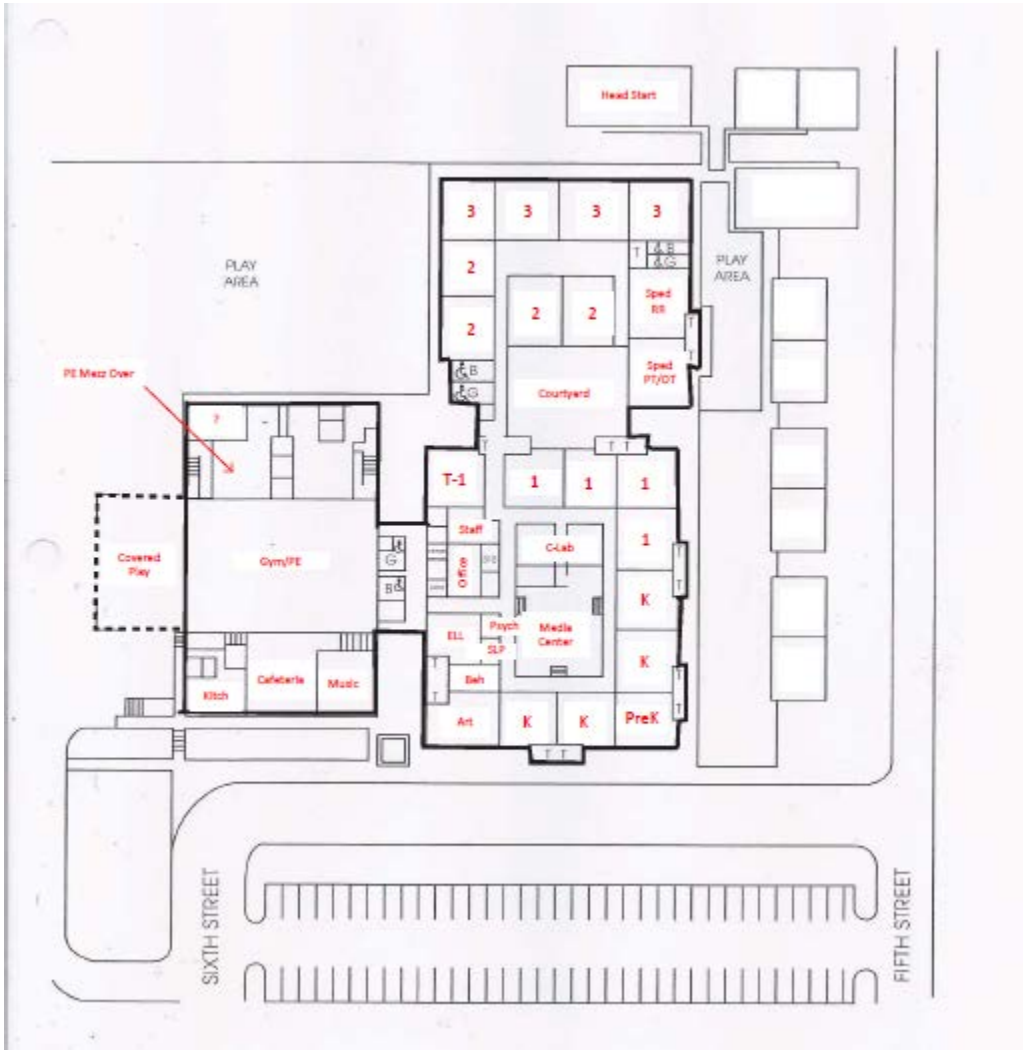 Head Start
3
3
3
3
T
B
G
PLAY
AREA
PLAY
AREA
2
Sped
RR
2
2
2
T
T
PE Mezz Over
B
G
Sped
PT/OT
Courtyard
?
T
T T
T-1
1
1
1
Staff
C-Lab
1
Covered
Play
Gym/PE
G
B
Office
T
T
K
Psych
Media
Center
ELL
SLP
K
T
T
Beh
T
T
Kitch
Cafeteria
Music
Art
K
K
PreK
T T
SIXTH STREET
FIFTH STREET